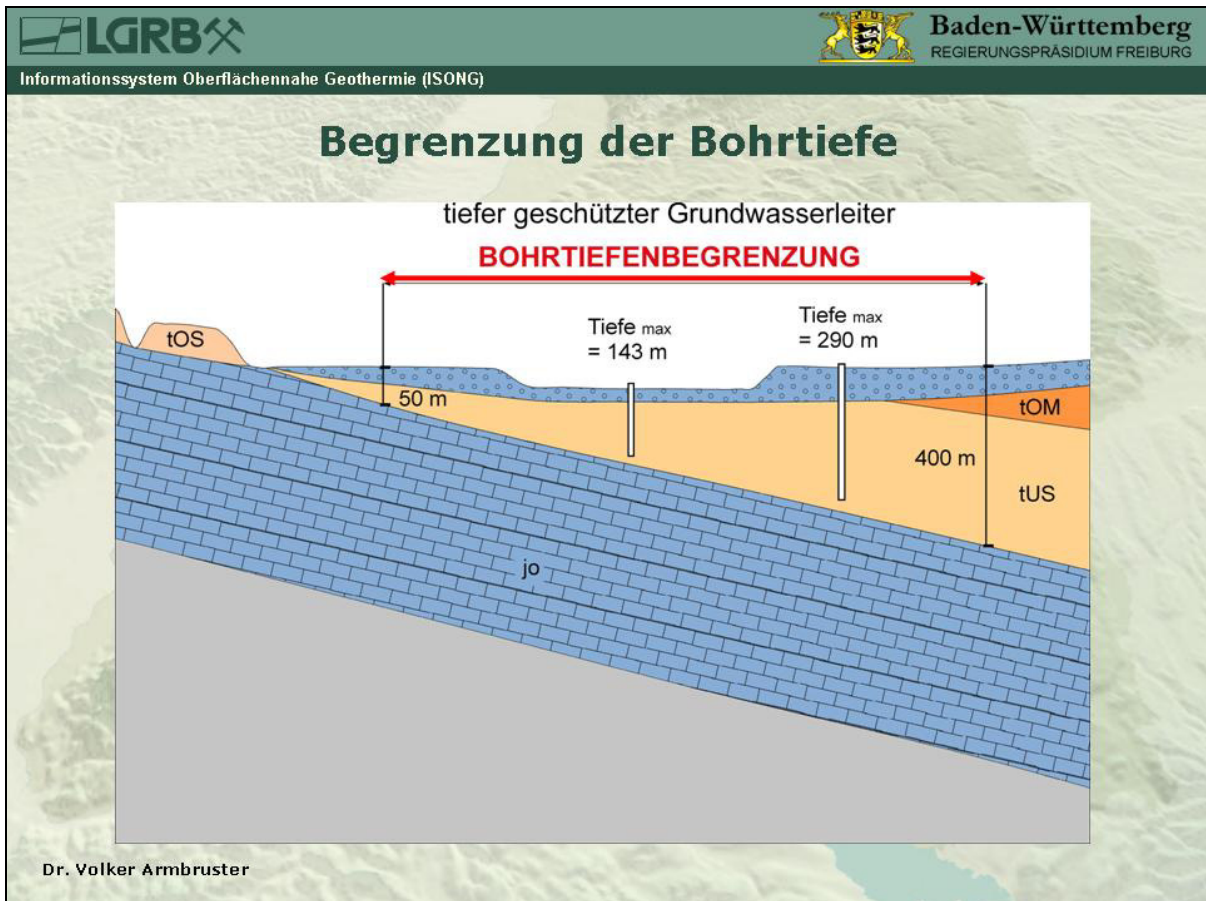 LGRB
Baden-Württemberg
REGIERUNGSPRÄSIDIUM FREIBURG
Informationssystem Oberflächennahe Geothermie (ISONG)
Begrenzung der Bohrtiefe
tiefer geschützter Grundwasserleiter
BOHRTIEFENBEGRENZUNG
tOS
Tiefe max
= 143 m
Tiefe max
= 290 m
50 m
tOM
400 m
tUS
jo
Dr. Volker Armbruster